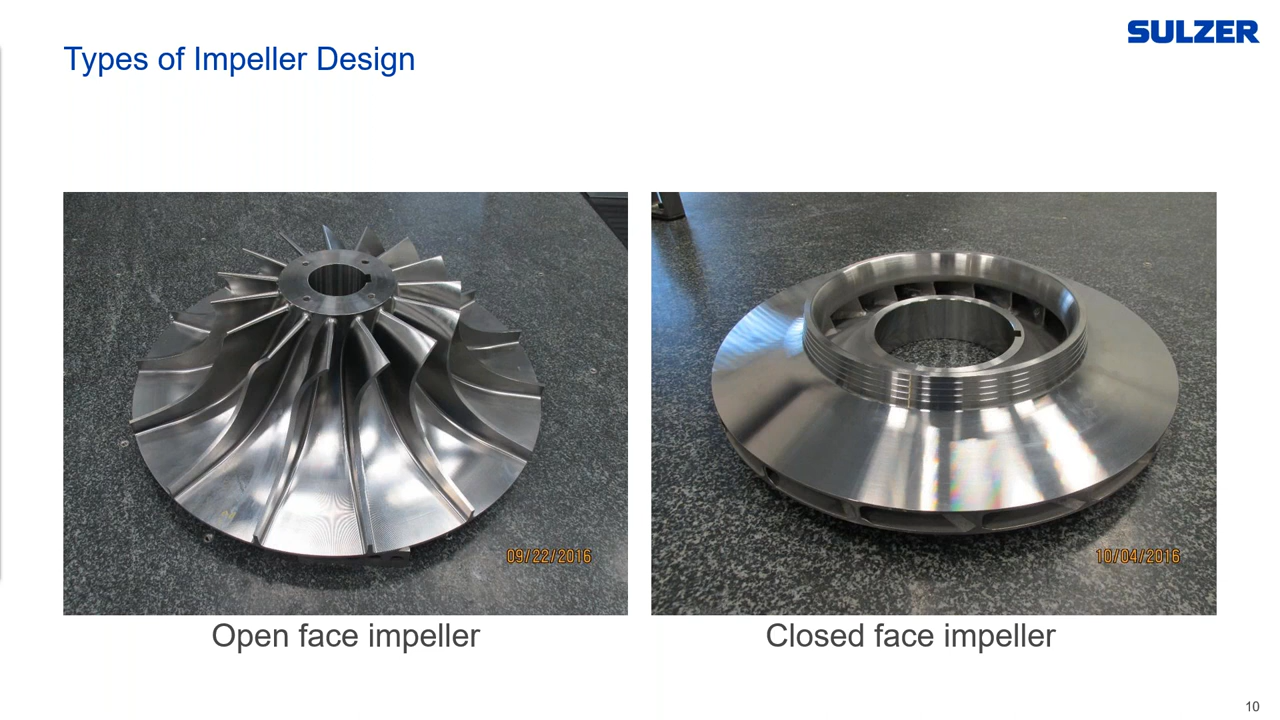 SULZER
Types of Impeller Design
09/22/2016
10/04/2016
Open face impeller
Closed face impeller
10